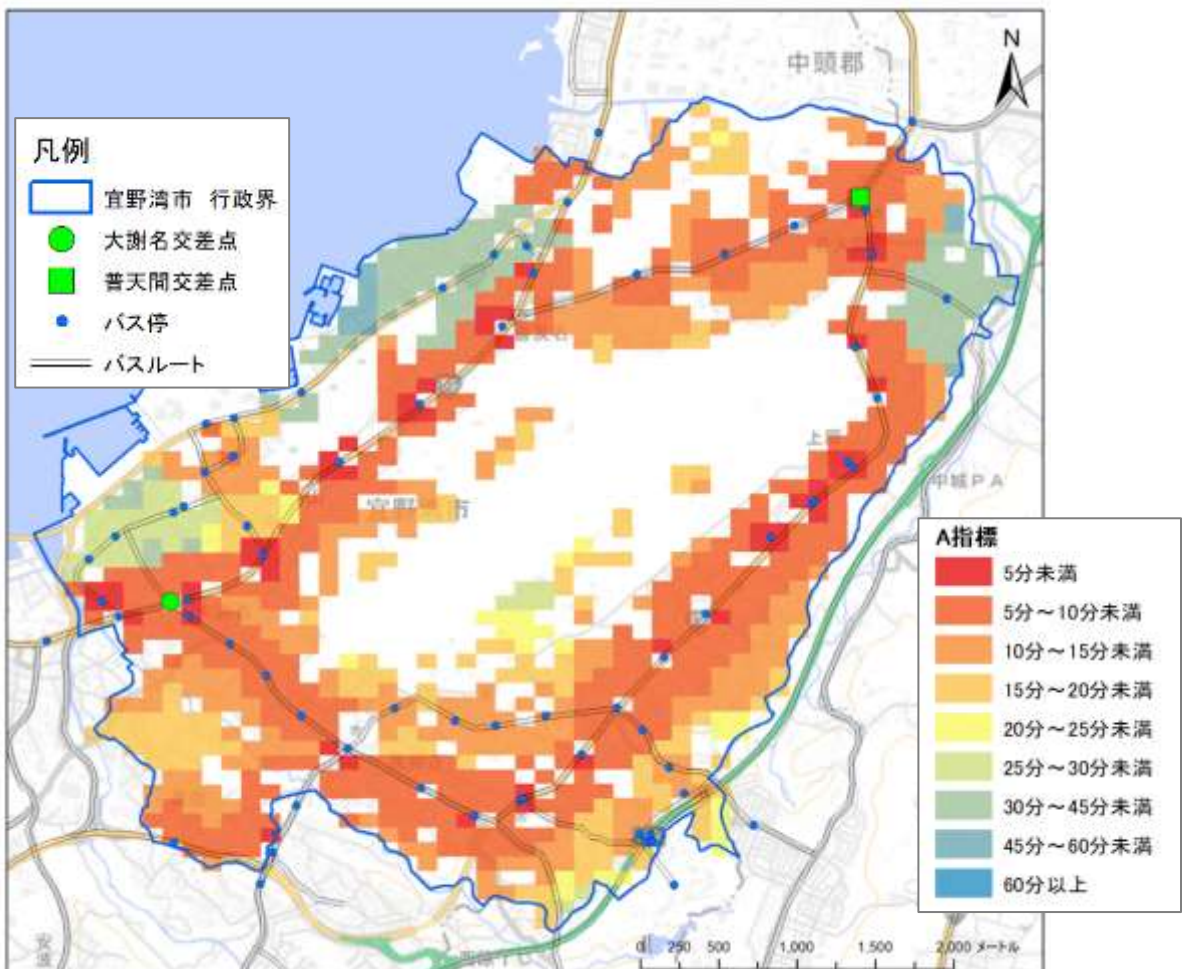 中頭郡
N
凡例
宜野湾市　行政界
大謝名交差点
普天間交差点
バス停
バスルート
中城PA
A指標
5分未満
5分～10分未満
10分～15分未満
15分～20分未満
20分～25分未満
25分～30分未満
30分～45分未満
45分～60分未満
60分以上
0 250 500 1,000 1,500 2,000 メートル